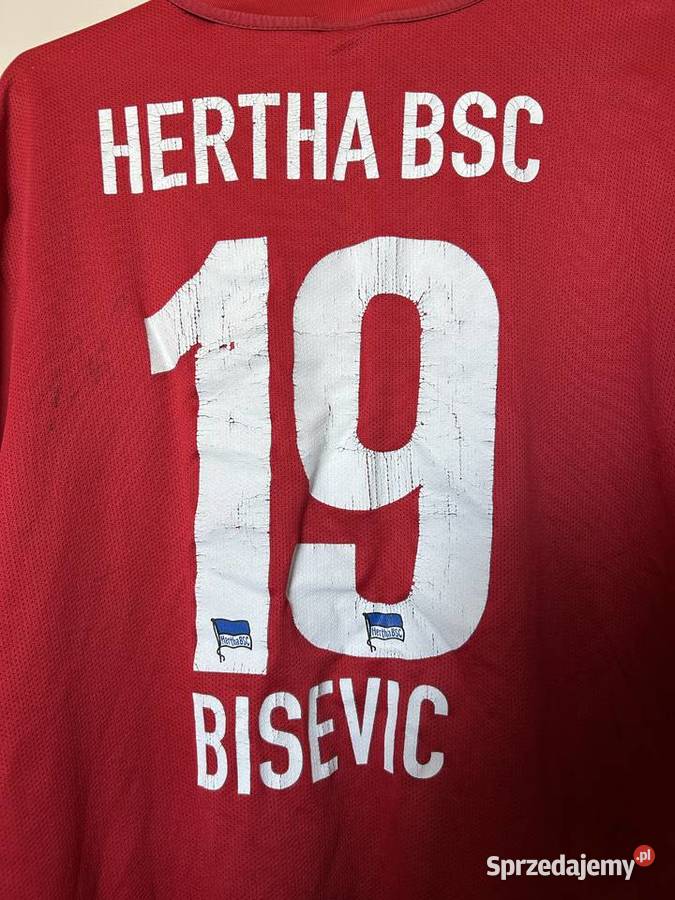 HERTHA BSC
19
Hertha BSC
Hertha BSC
BISEVIC
Sprzedajemy.pl